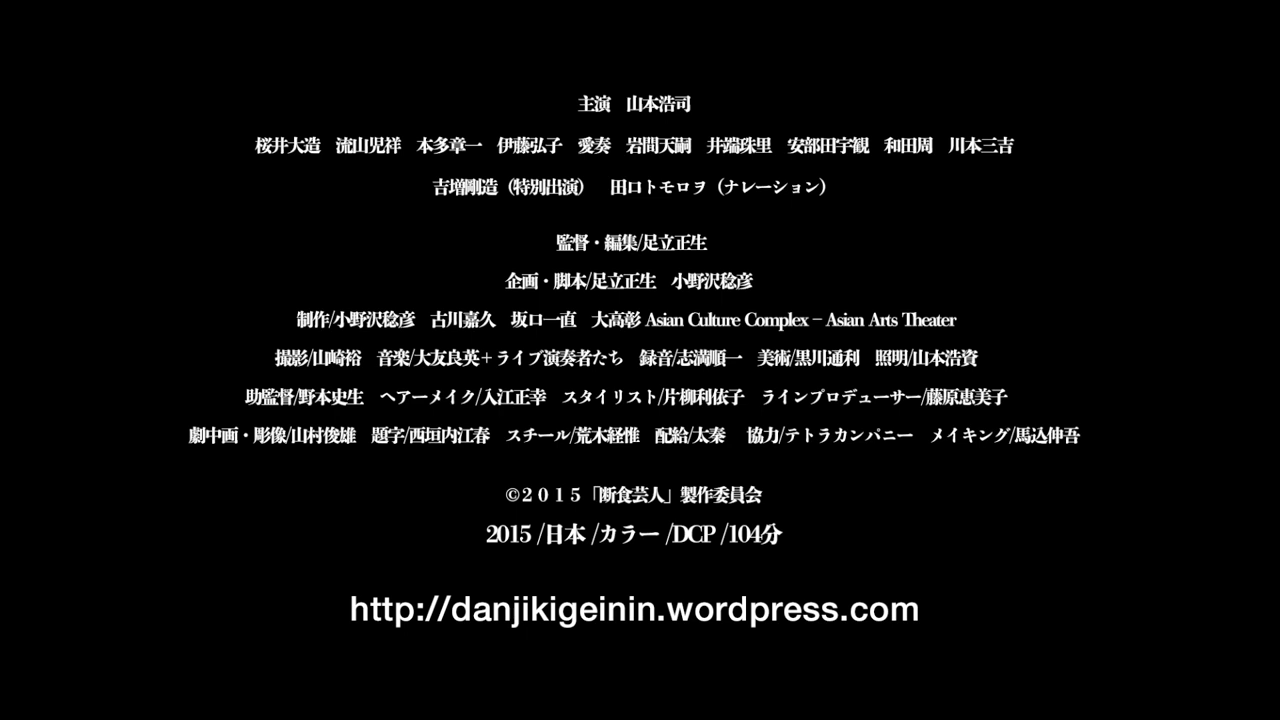 主演　山本浩司
桜井大造　流山児祥　本多章一　伊藤弘子　愛奏　岩間天嗣　井端珠里　安部田宇観　和田周　川本三吉
吉増剛造（特別出演）　田口トモロヲ（ナレーション）
監督・編集/足立正生
企画・脚本/足立正生　小野沢稔彦
制作/小野沢稔彦　古川嘉久　坂口一直　大高彰 Asian Culture Complex – Asian Arts Theater
撮影/山崎裕　音楽/大友良英＋ライブ演奏者たち　録音/志満順一　美術/黒川通利　照明/山本浩資
助監督/野本史生　ヘアーメイク/入江正幸　スタイリスト/片柳利依子　ラインプロデューサー/藤原恵美子
劇中画・彫像/山村俊雄　題字/西垣内江春　スチール/荒木経惟　配給/太秦　協力/テトラカンパニー　メイキング/馬込伸吾
©２０１５「断食芸人」製作委員会
2015 /日本 /カラー /DCP /104分
http://danjikigeinin.wordpress.com